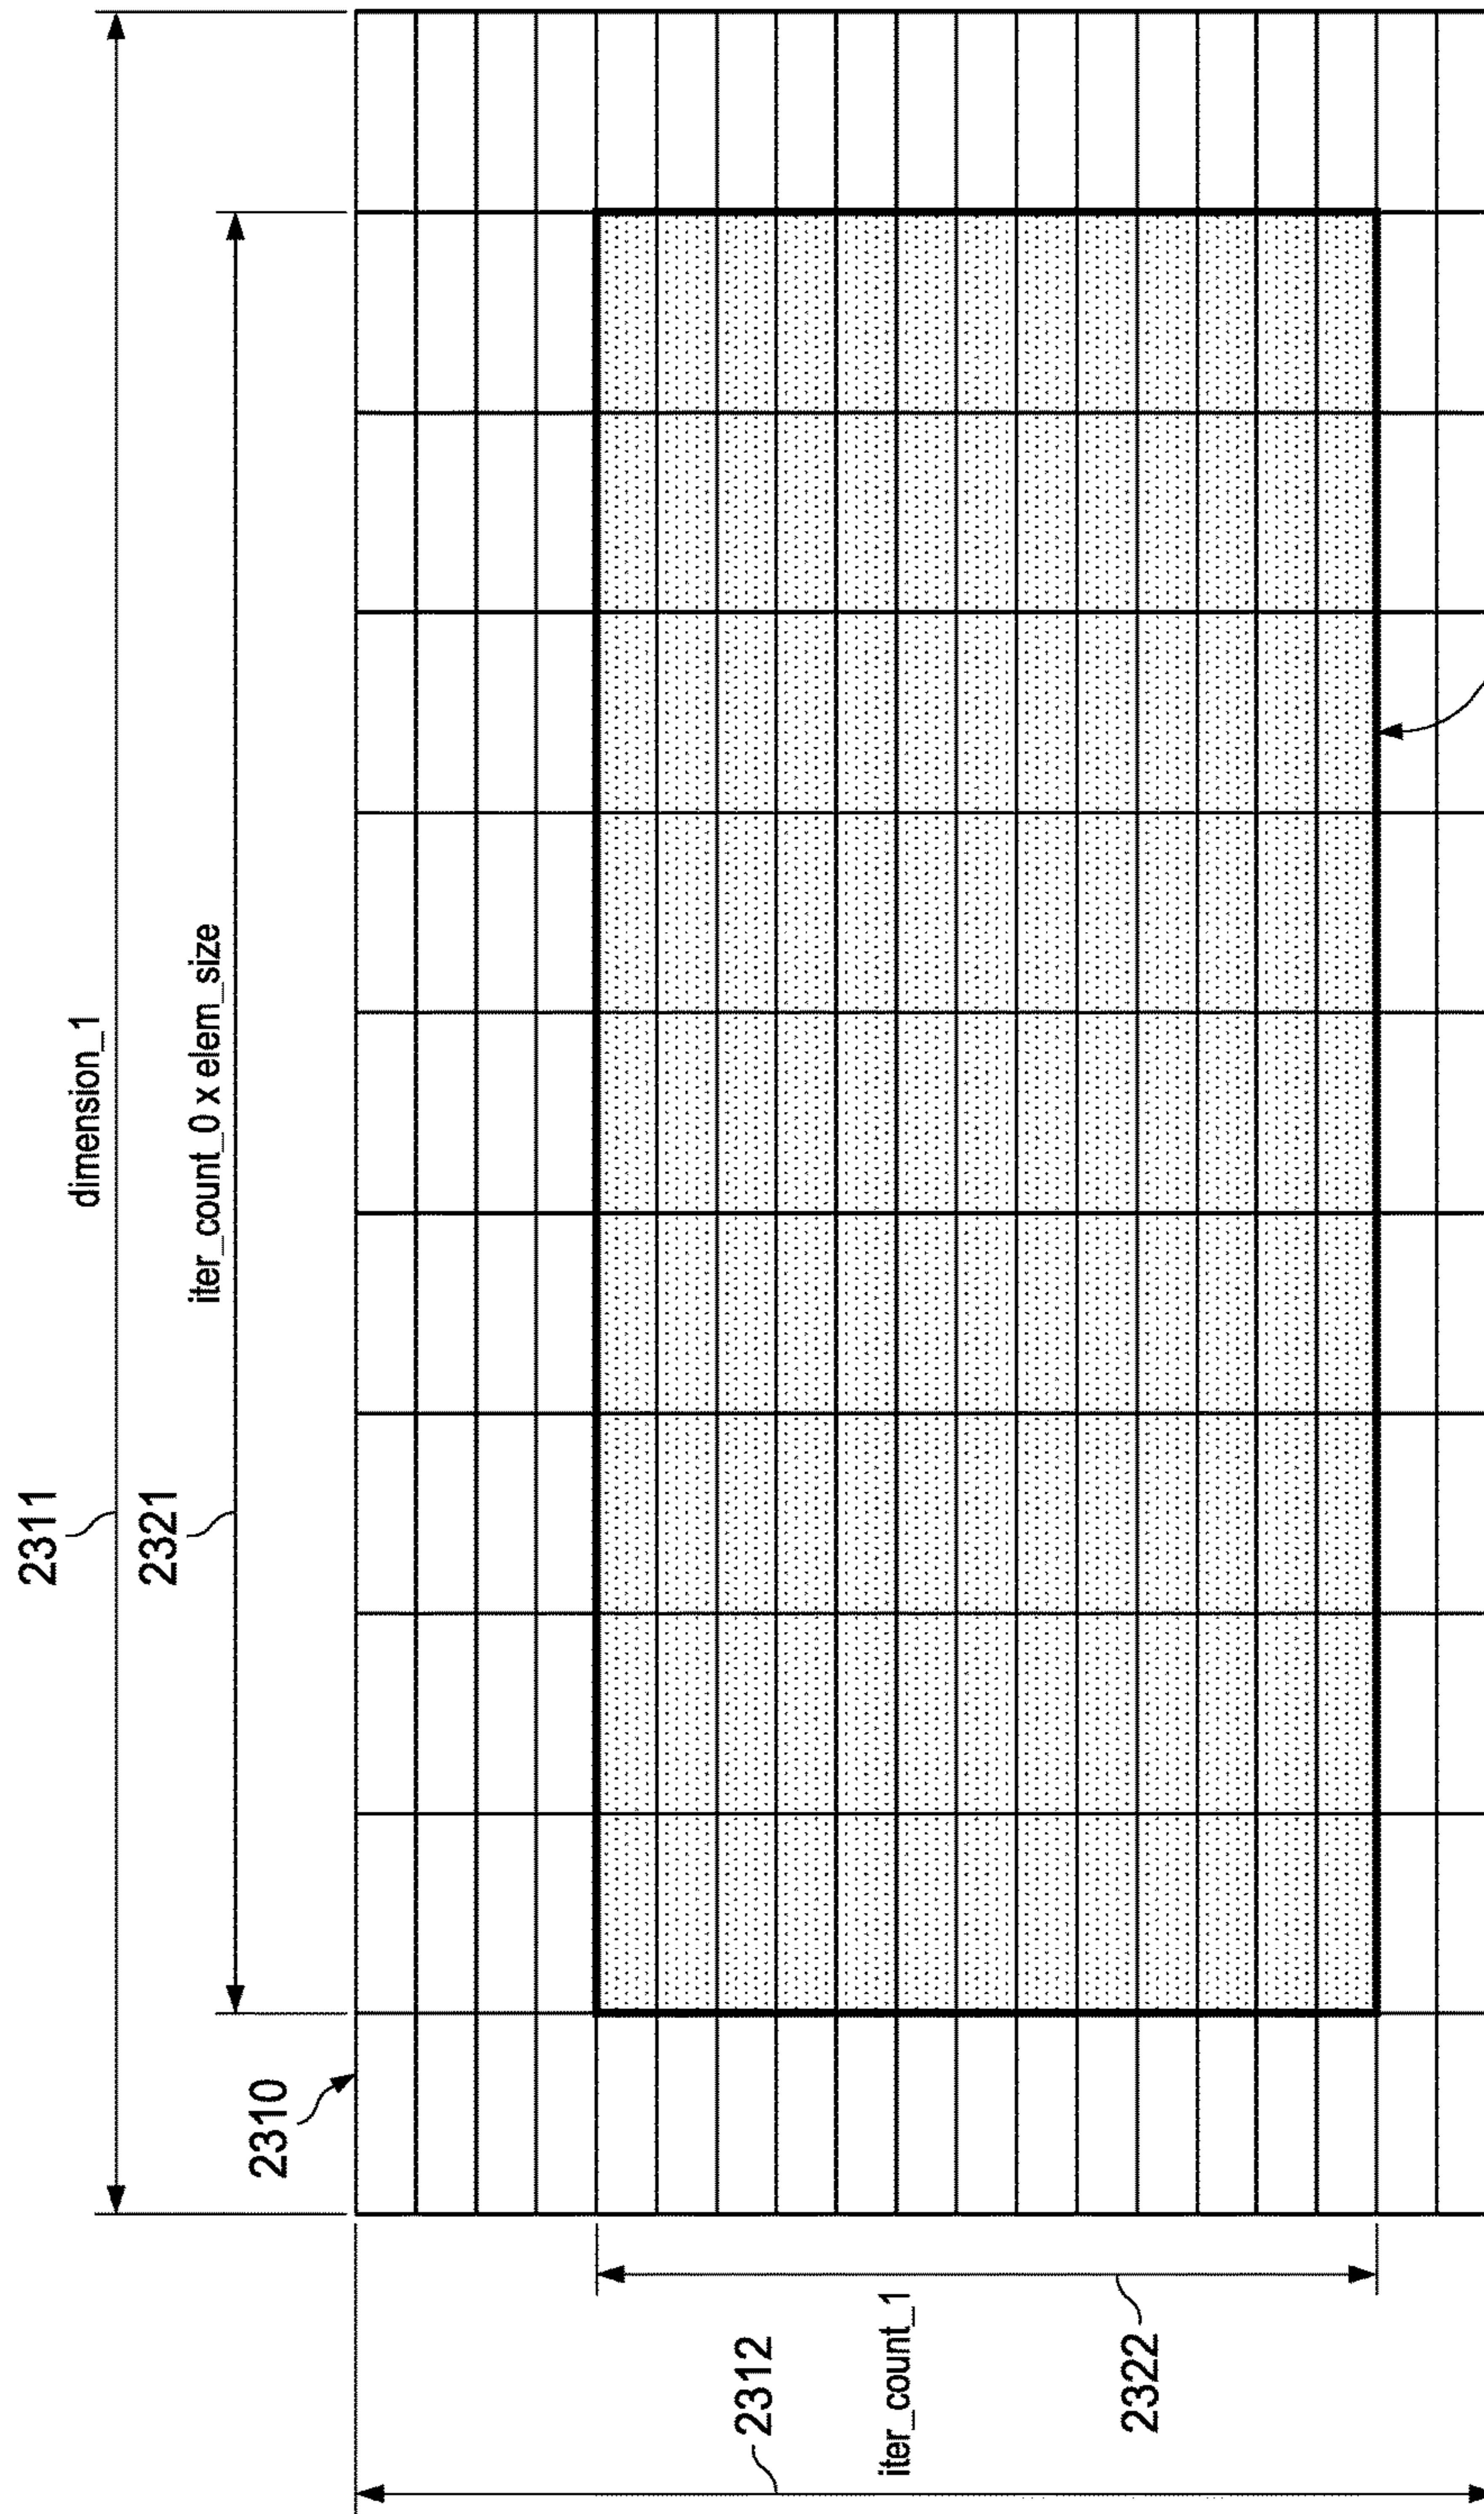 2311
dimension_1
2321
iter_count_0 x elem_size
2310
2312
iter_count_1
2322